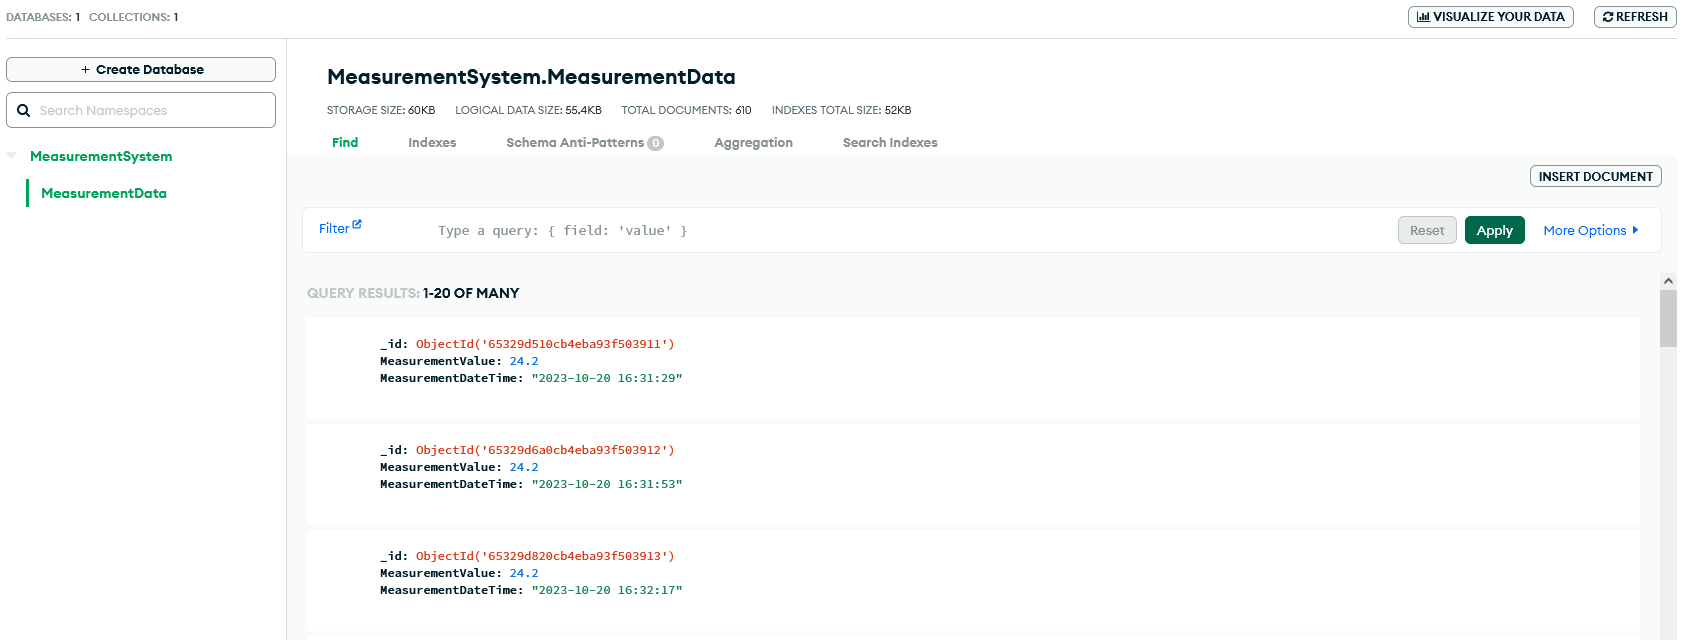 DATABASES: 1 COLLECTIONS: 1
VISUALIZE YOUR DATA
REFRESH
+ Create Database
Search Namespaces
MeasurementSystem
MeasurementData
MeasurementSystem.MeasurementData
STORAGE SIZE: 60KB LOGICAL DATA SIZE: 55.4KB TOTAL DOCUMENTS: 610 INDEXES TOTAL SIZE: 52KB
Find Indexes Schema Anti-Patterns 0 Aggregation Search Indexes
INSERT DOCUMENT
Filter Type a query: { field: 'value' } Reset Apply More Options
QUERY RESULTS: 1-20 OF MANY
_id: ObjectId('65329d510cb4eba93f503911')
MeasurementValue: 24.2
MeasurementDateTime: "2023-10-20 16:31:29"
_id: ObjectId('65329d6a0cb4eba93f503912')
MeasurementValue: 24.2
MeasurementDateTime: "2023-10-20 16:31:53"
_id: ObjectId('65329d820cb4eba93f503913')
MeasurementValue: 24.2
MeasurementDateTime: "2023-10-20 16:32:17"